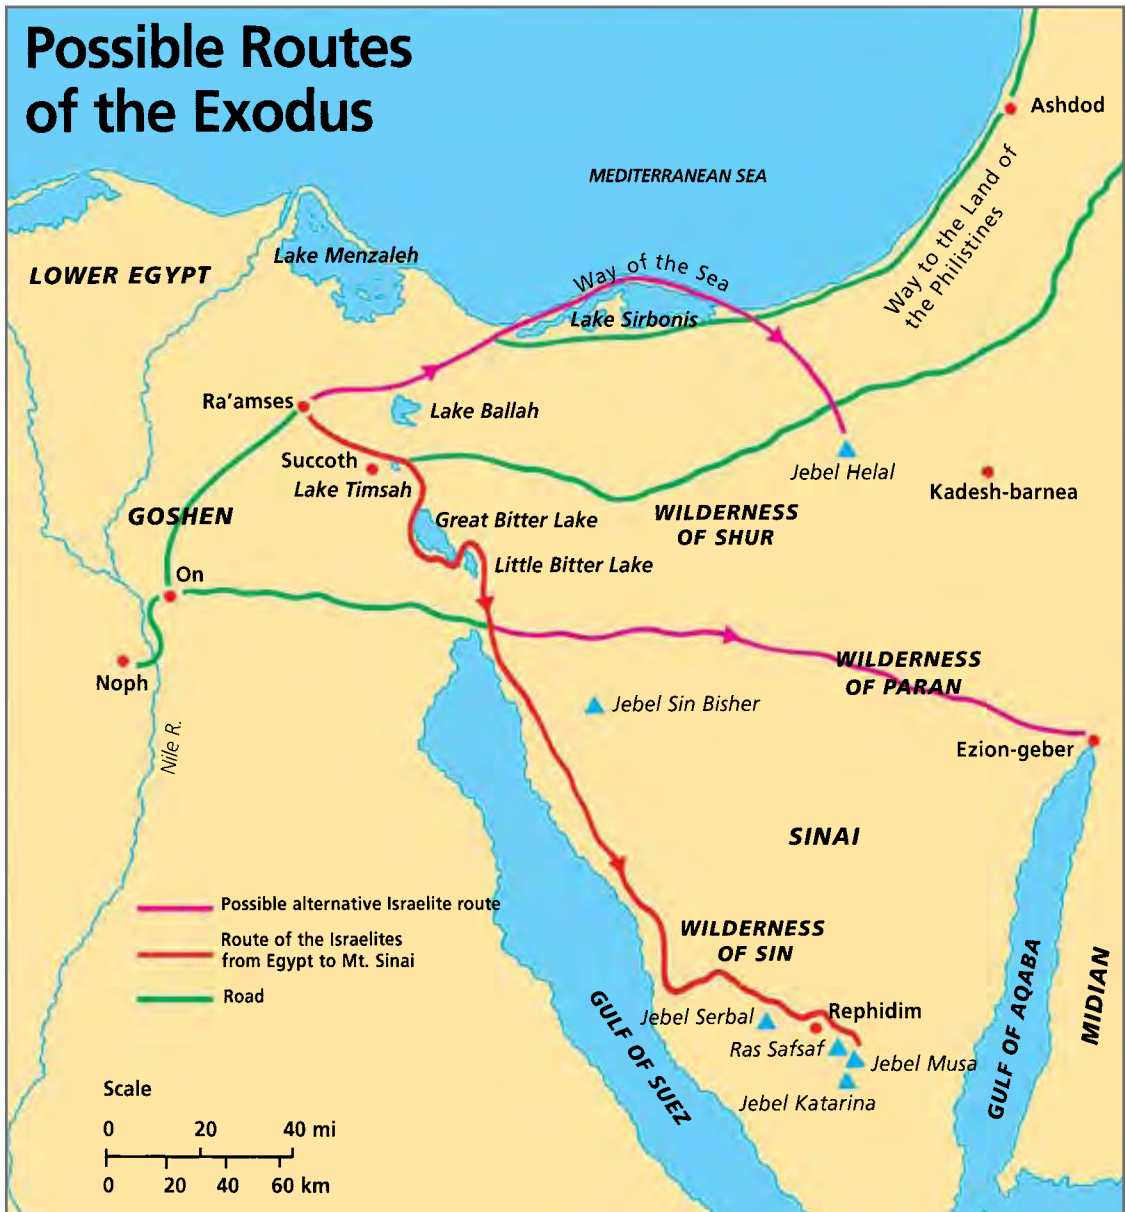 Possible Routes
of the Exodus
Ashdod
MEDITERRANEAN SEA
Way to the Land of
the Philistines
Lake Menzaleh
LOWER EGYPT
Way of the Sea
Lake Sirbonis
Ra'amses
Lake Ballah
Succoth
Lake Timsah
Jebel Helal
Kadesh-barnea
GOSHEN
Great Bitter Lake
WILDERNESS
OF SHUR
Little Bitter Lake
On
WILDERNESS
OF PARAN
Noph
Jebel Sin Bisher
Nile R.
Ezion-geber
SINAI
Possible alternative Israelite route
Route of the Israelites
from Egypt to Mt. Sinai
Road
WILDERNESS
OF SIN
GULF OF SUEZ
GULF OF AQABA
MIDIAN
Jebel Serbal
Rephidim
Ras Safsaf
Jebel Musa
Jebel Katarina
Scale
0 20 40 mi
0 20 40 60 km